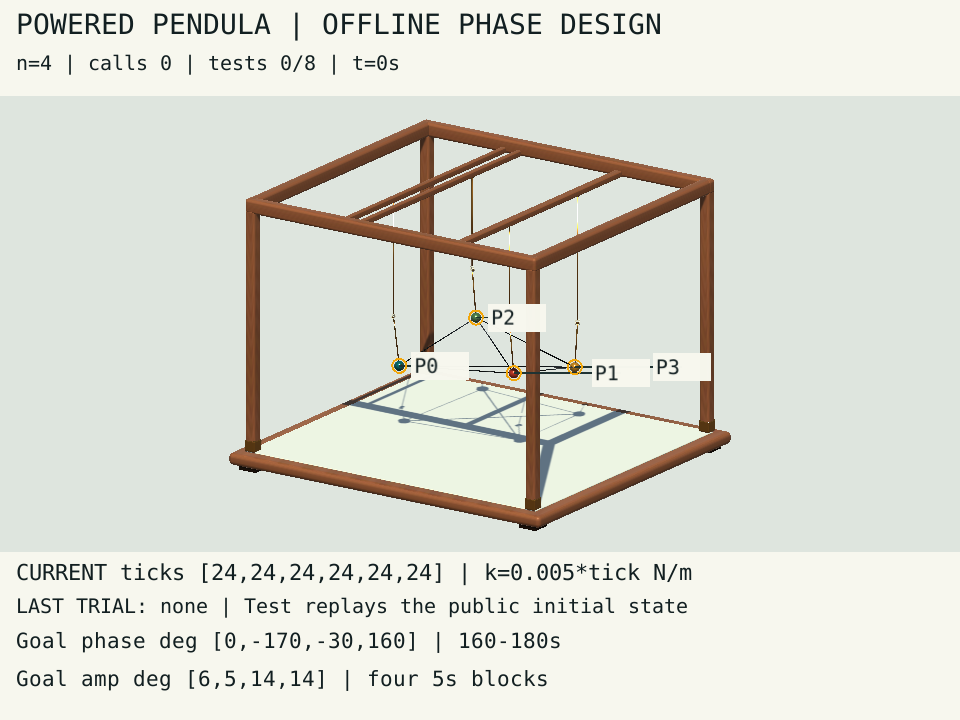 POWERED PENDULA | OFFLINE PHASE DESIGN
n=4 | calls 0 | tests 0/8 | t=0s
P2
P0
P1
P3
CURRENT ticks [24,24,24,24,24,24] | k=0.005*tick N/m
LAST TRIAL: none | Test replays the public initial state
Goal phase deg [0,-170,-30,160] | 160-180s
Goal amp deg [6,5,14,14] | four 5s blocks